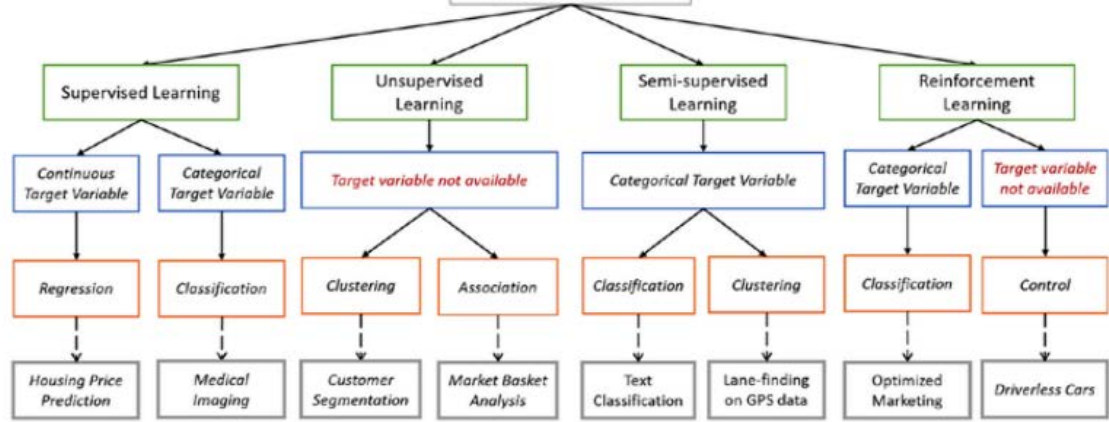 Supervised Learning
Unsupervised
Learning
Semi-supervised
Learning
Reinforcement
Learning
Continuous
Target Variable
Categorical
Target Variable
Target variable not available
Categorical Target Variable
Categorical
Target Variable
Target variable
not available
Regression
Classification
Clustering
Association
Classification
Clustering
Classification
Control
Housing Price
Prediction
Medical
Imaging
Customer
Segmentation
Market Basket
Analysis
Text
Classification
Lane-finding
on GPS data
Optimized
Marketing
Driverless Cars